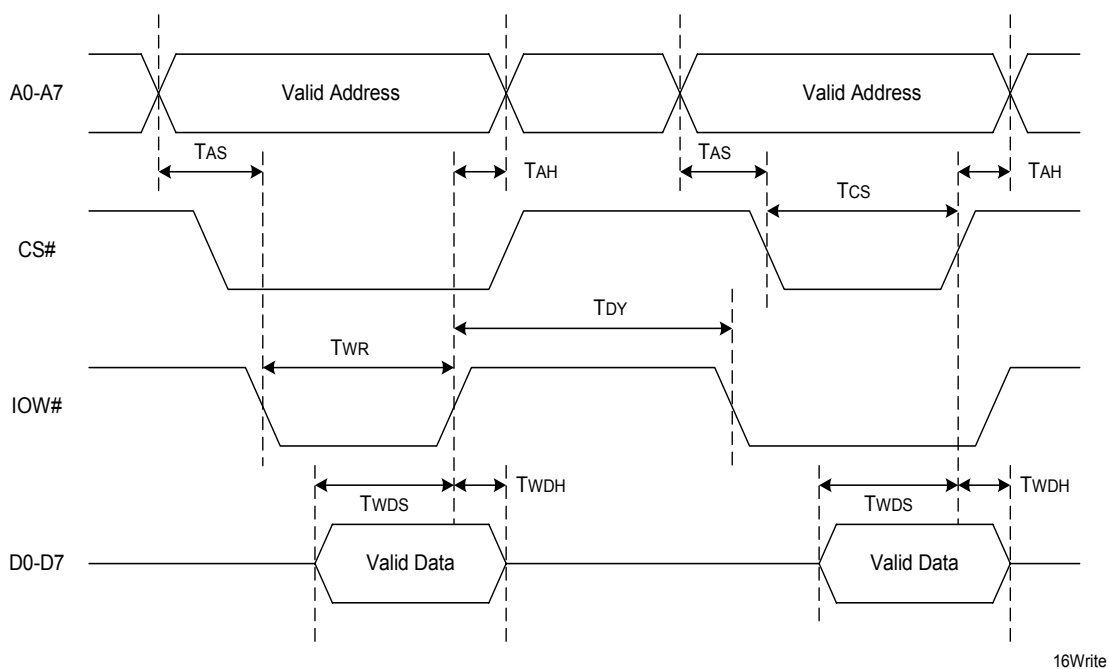 A0-A7
Valid Address
Valid Address
TAS
TAH
TAS
TAH
TCS
CS#
TDY
TWR
IOW#
TWDS
TWDH
TWDS
TWDH
D0-D7
Valid Data
Valid Data
16Write